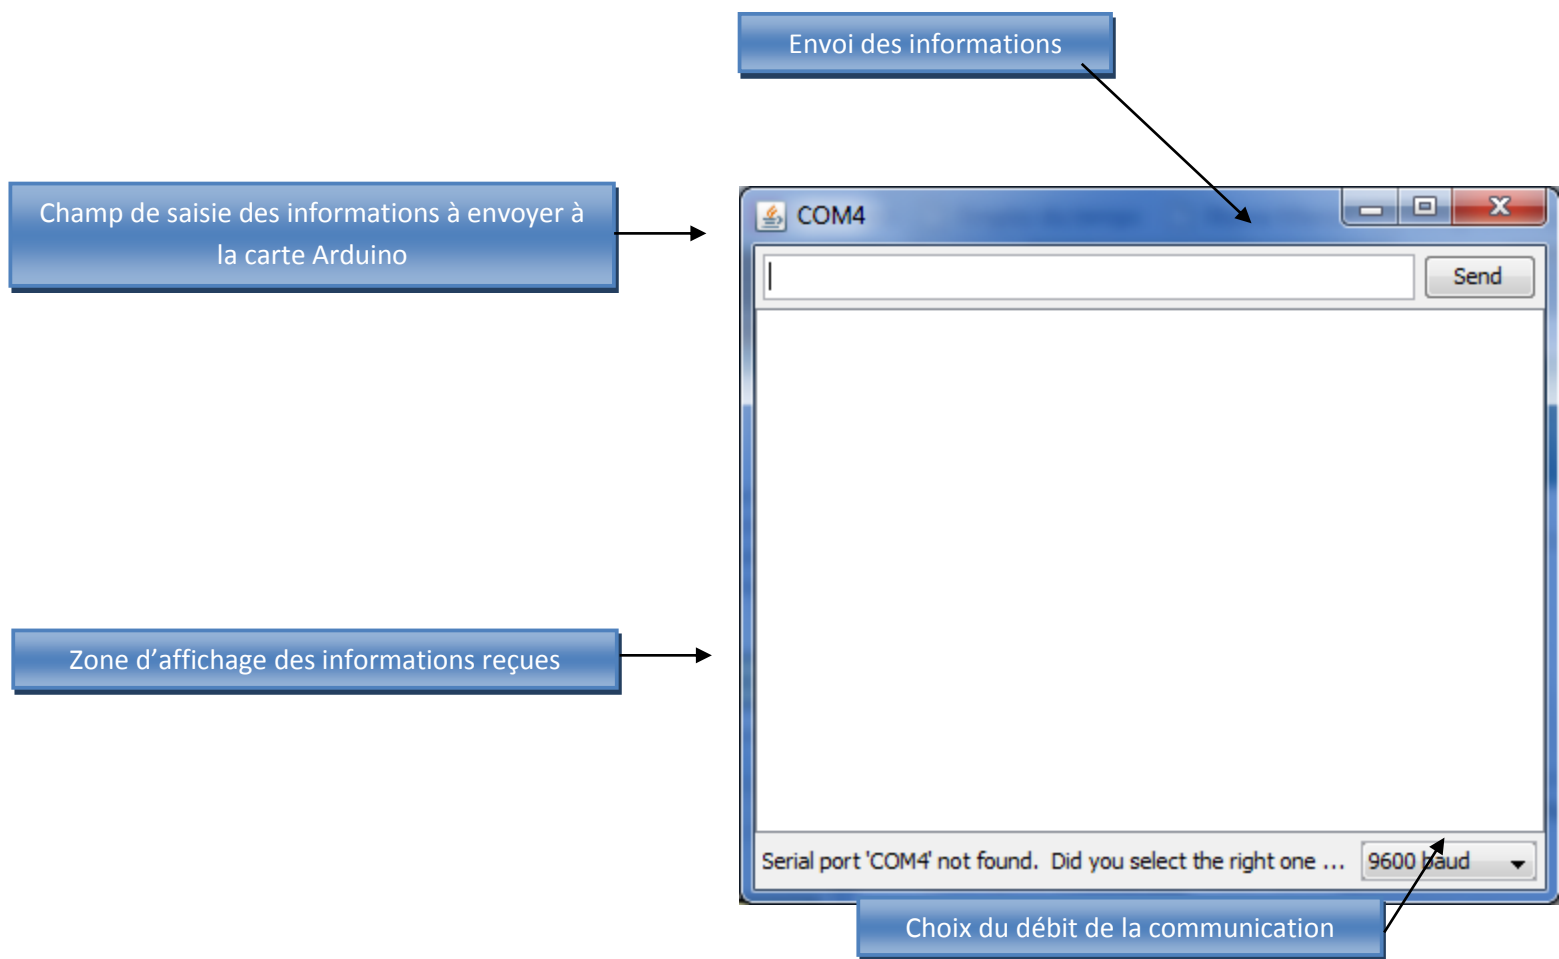 Envoi des informations
Champ de saisie des informations à envoyer à
la carte Arduino
COM4
Send
Zone d’affichage des informations reçues
Serial port 'COM4' not found. Did you select the right one ...
9600 baud
Choix du débit de la communication